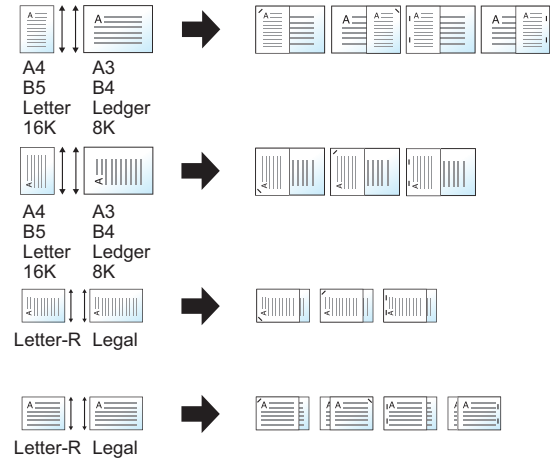 A A
A4 A3
B5 B4
Letter Ledger
16K 8K
A A A A A A A A
A A
A4 A3
B5 B4
Letter Ledger
16K 8K
A A A
A A
Letter-R Legal
A A A
A A
Letter-R Legal
A A A A A A